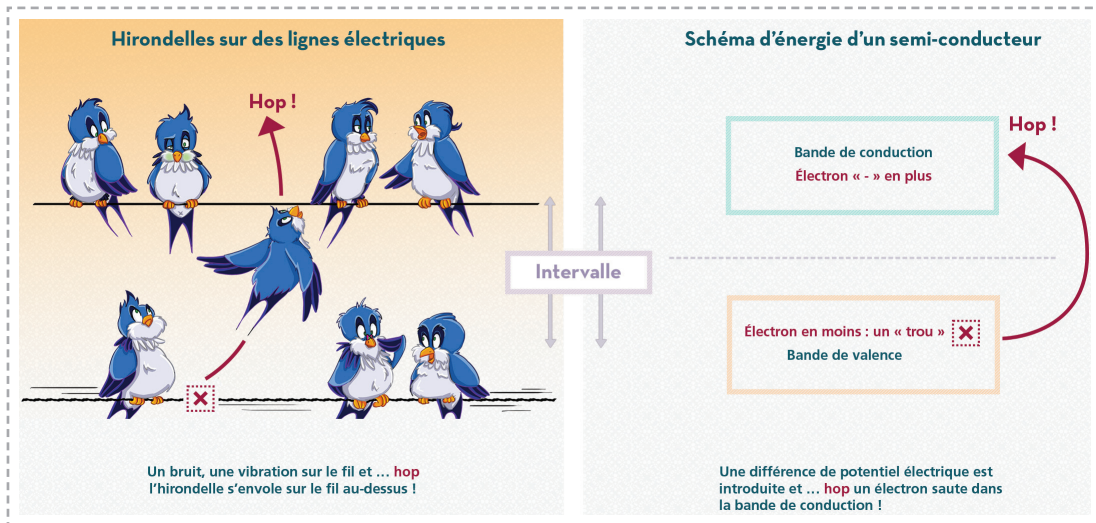 Hirondelles sur des lignes électriques
Hop !
Un bruit, une vibration sur le fil et ... hop
l’hirondelle s’envole sur le fil au-dessus !
Intervalle
Schéma d’énergie d’un semi-conducteur
Hop !
Bande de conduction
Électron « - » en plus
Électron en moins : un « trou »
Bande de valence
Une différence de potentiel électrique est
introduite et ... hop un électron saute dans
la bande de conduction !